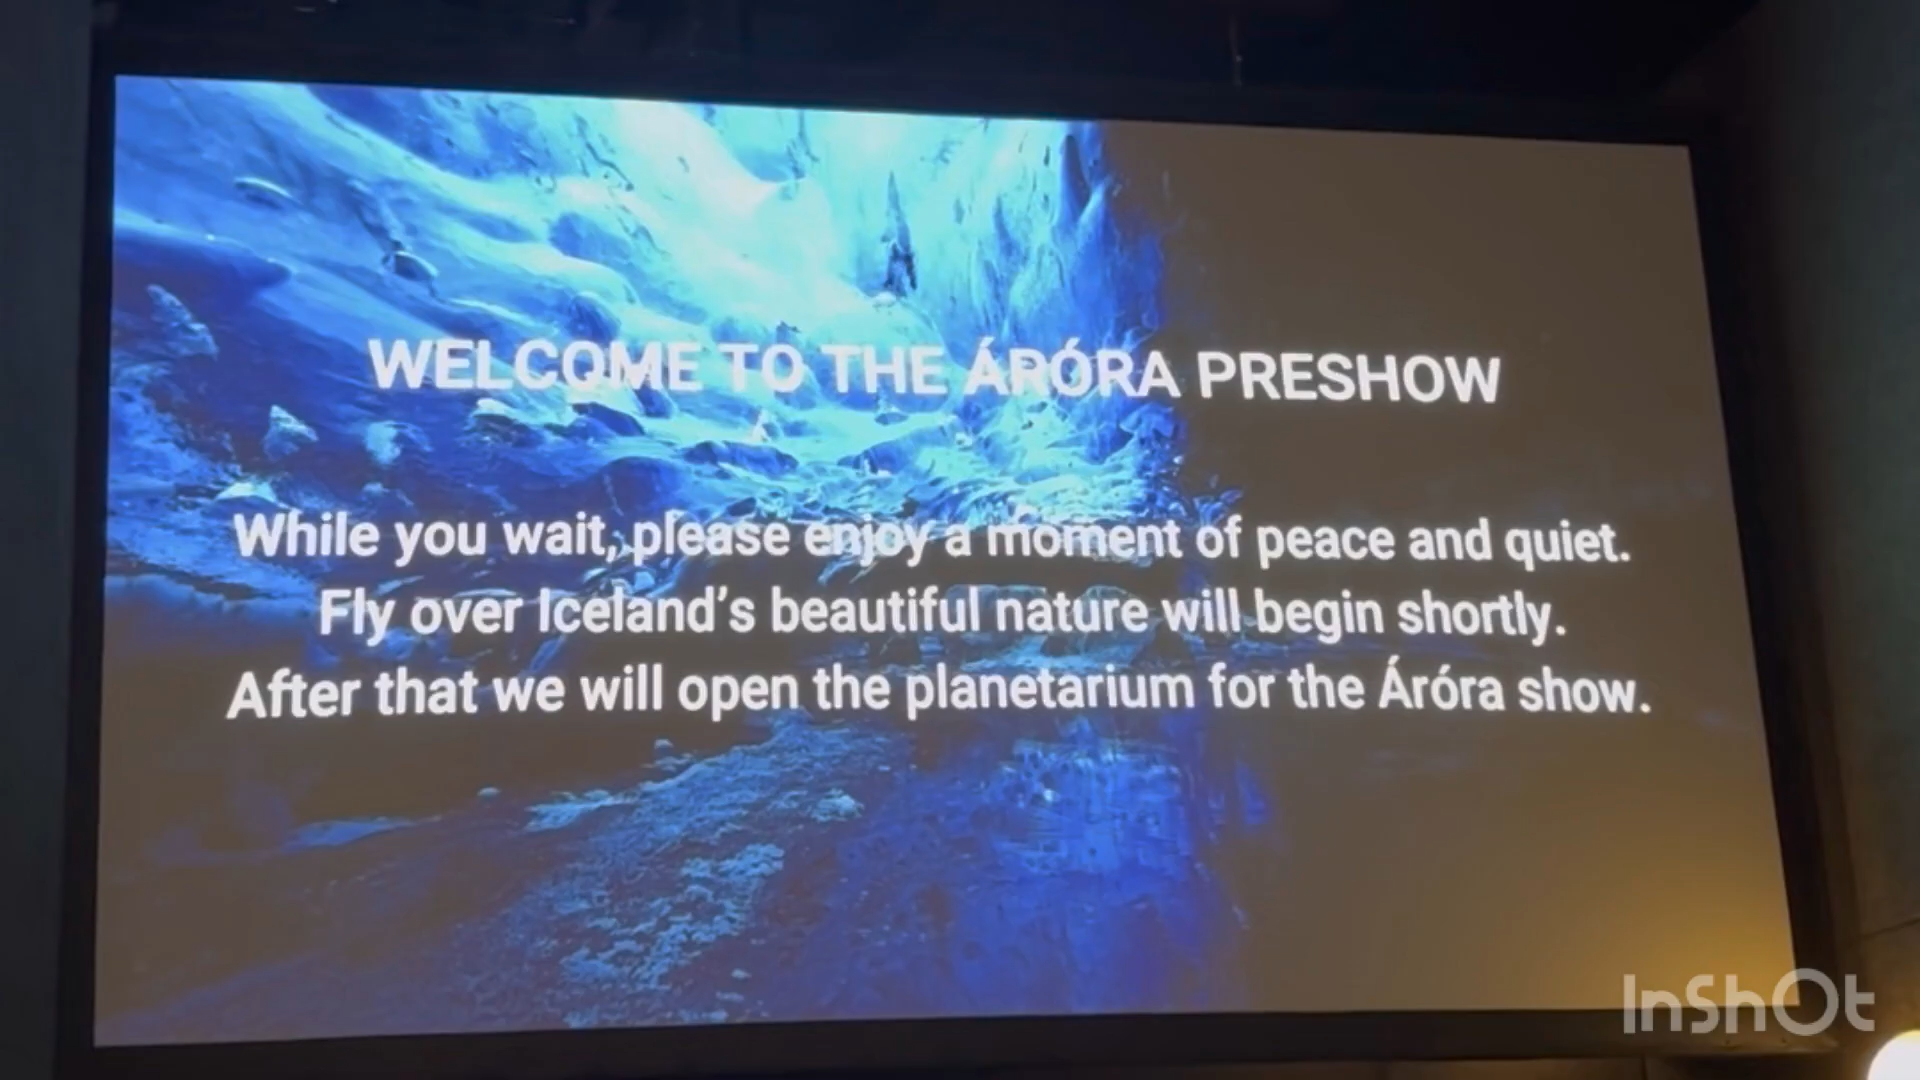 WELCOME TO THE ÁRÓRA PRESHOW
While you wait, please enjoy a moment of peace and quiet.
Fly over Iceland's beautiful nature will begin shortly.
After that we will open the planetarium for the Áróra show.
InShOt